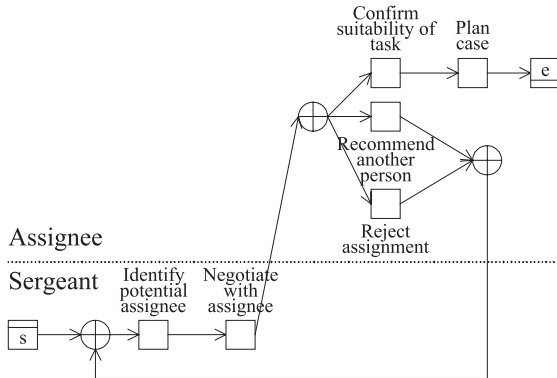 Confirm
suitability of
task
Plan
case
e
Recommend
another
person
Reject
assignment
Assignee
Sergeant
Identify
potential
assignee
Negotiate
with
assignee
s